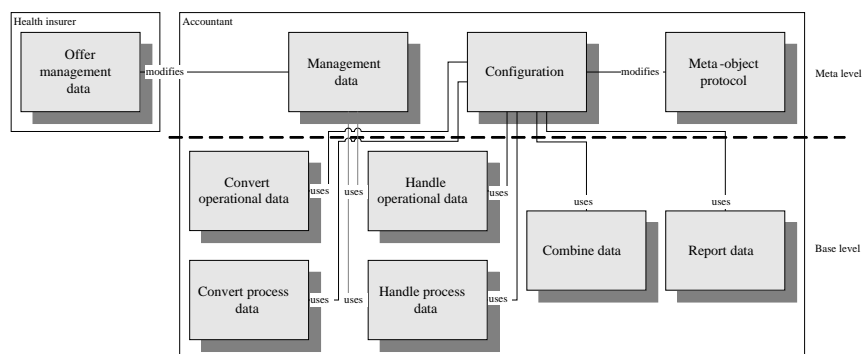 Health insurer
Accountant
Offer
management
data
modifies
Management
data
Configuration
modifies
Meta-object
protocol
Meta level
Convert
operational data
uses
uses
Handle
operational data
uses
uses
uses
Combine data
Report data
Base level
Convert process
data
uses
uses
Handle process
data
uses